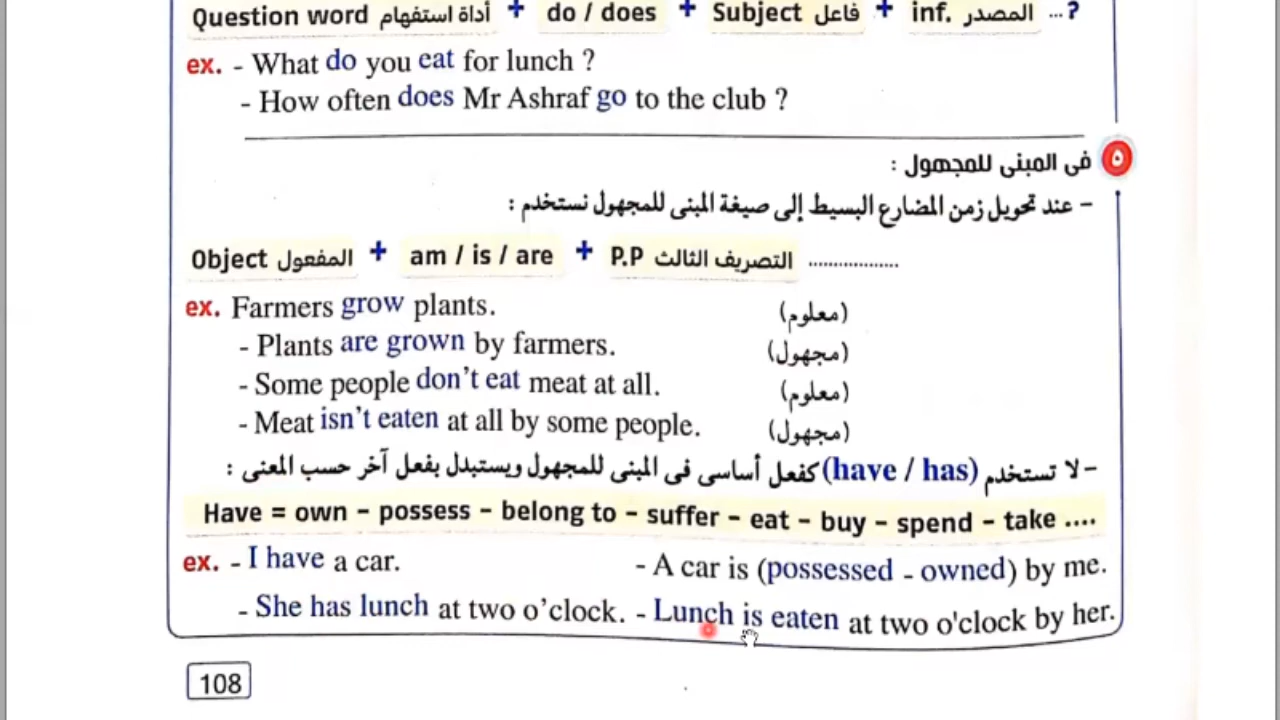 Question word أداة استفهام + do / does + Subject فاعل + inf. المصدر ...?
ex. - What do you eat for lunch ?
- How often does Mr Ashraf go to the club ?
٥ فى المبنى للمجهول :
- عند تحويل زمن المضارع البسيط إلى صيغة المبنى للمجهول نستخدم :
Object المفعول + am / is / are + P.P التصريف الثالث ..................
ex. Farmers grow plants. (معلوم)
- Plants are grown by farmers. (مجهول)
- Some people don't eat meat at all. (معلوم)
- Meat isn't eaten at all by some people. (مجهول)
- لا تستخدم (have / has) كفعل أساسى فى المبنى للمجهول ويستبدل بفعل آخر حسب المعنى :
Have = own - possess - belong to - suffer - eat - buy - spend - take ....
ex. - I have a car. - A car is (possessed - owned) by me.
- She has lunch at two o'clock. - Lunch is eaten at two o'clock by her.
108